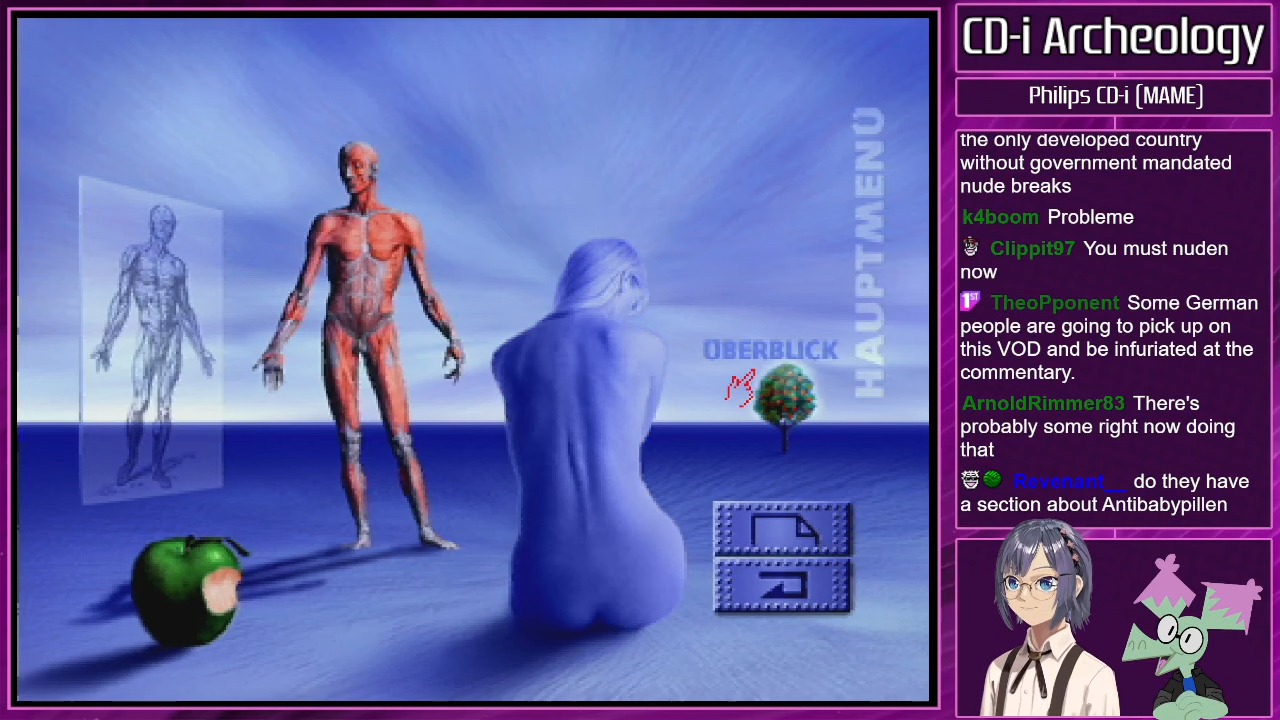 CD-i Archeology
Philips CD-i [MAME]
HAUPTMENÜ
ÜBERBLICK
the only developed country
without government mandated
nude breaks
k4boom Probleme
Clippit97 You must nuden
now
1ST TheoPponent Some German
people are going to pick up on
this VOD and be infuriated at the
commentary.
ArnoldRimmer83 There's
probably some right now doing
that
Revenant__ do they have
a section about Antibabypillen